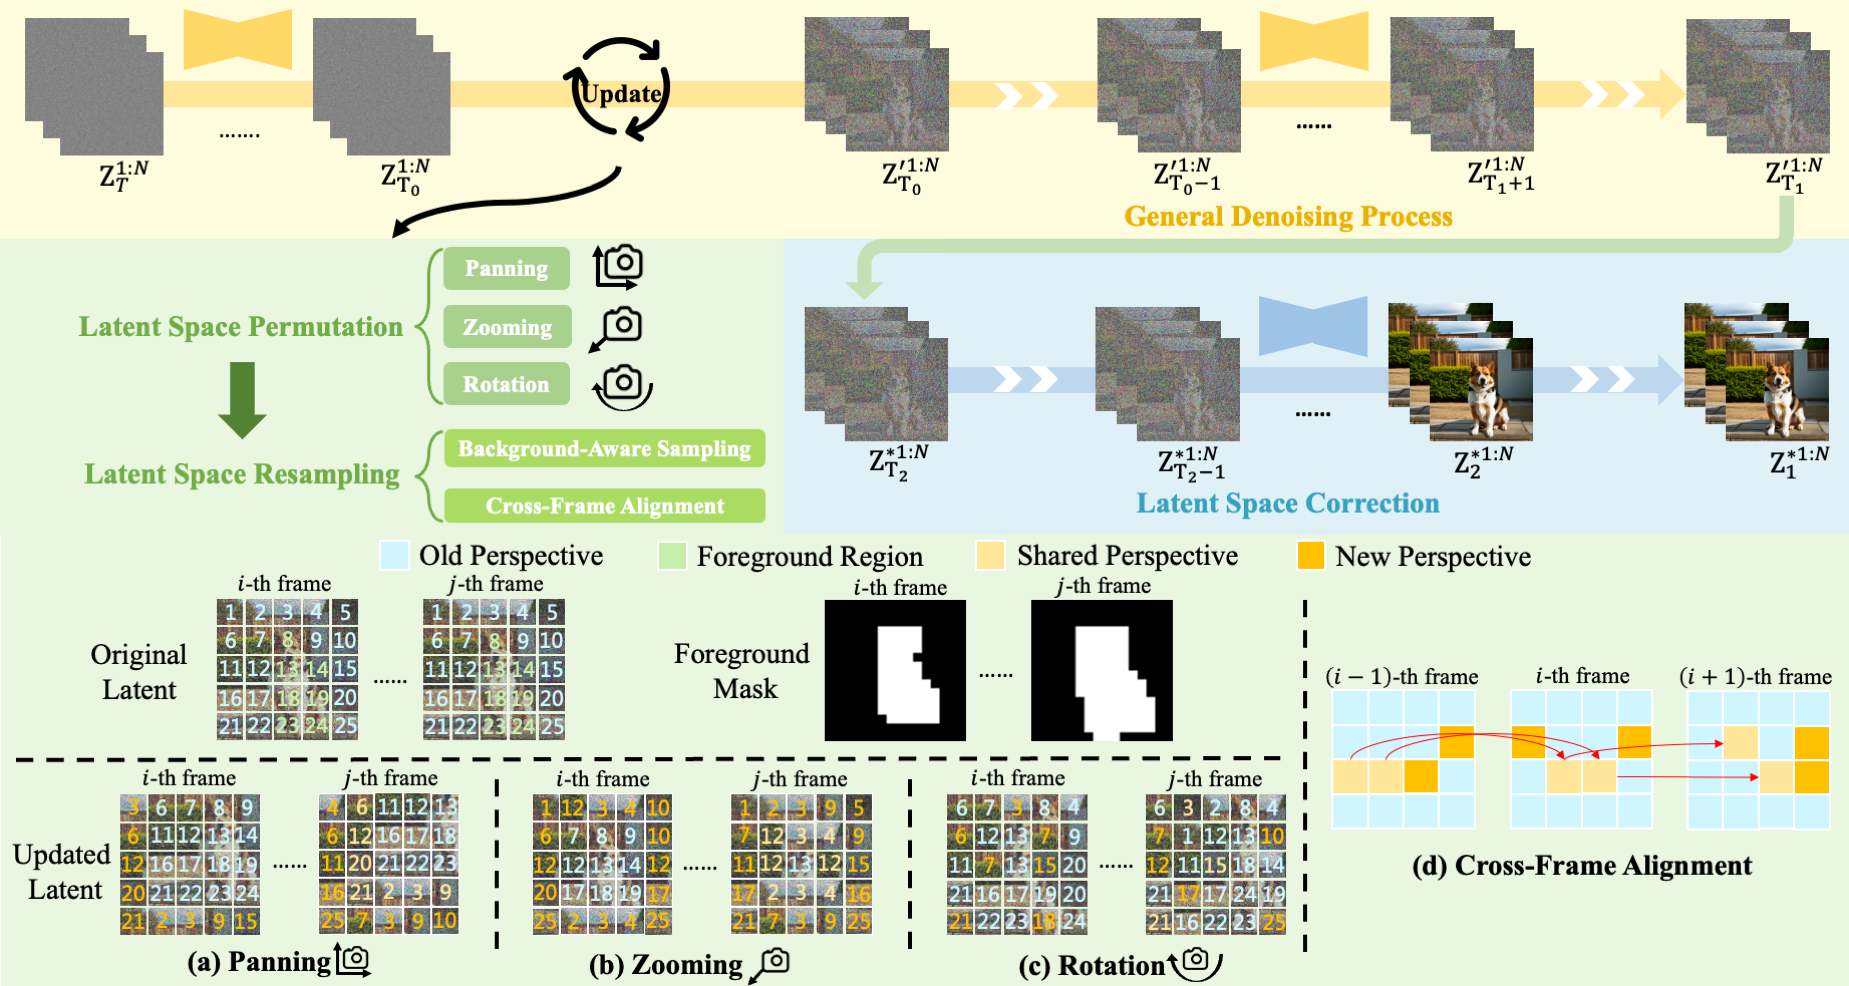 Update
.......
......
Z_T^{1:N}
Z_{T_0}^{1:N}
Z_{T_0}^{'1:N}
Z_{T_0-1}^{'1:N}
Z_{T_1+1}^{'1:N}
Z_{T_1}^{'1:N}
General Denoising Process
Latent Space Permutation
Panning
Zooming
Rotation
Latent Space Resampling
Background-Aware Sampling
Cross-Frame Alignment
......
Z_{T_2}^{*1:N}
Z_{T_2-1}^{*1:N}
Z_2^{*1:N}
Z_1^{*1:N}
Latent Space Correction
Old Perspective
Foreground Region
Shared Perspective
New Perspective
Original
Latent
i-th frame
1 2 3 4 5
6 7 8 9 10
11 12 13 14 15
16 17 18 19 20
21 22 23 24 25
......
j-th frame
1 2 3 4 5
6 7 8 9 10
11 12 13 14 15
16 17 18 19 20
21 22 23 24 25
Foreground
Mask
i-th frame
......
j-th frame
Updated
Latent
i-th frame
3 6 7 8 9
6 11 12 13 14
12 16 17 18 19
20 21 22 23 24
21 2 3 9 15
......
j-th frame
4 6 11 12 13
6 12 16 17 18
11 20 21 22 23
16 21 2 3 9
25 7 3 9 10
(a) Panning
i-th frame
1 12 3 4 10
6 7 8 9 10
12 12 13 14 12
20 17 18 19 17
25 2 3 4 25
......
j-th frame
1 2 3 9 5
7 12 3 4 9
11 12 13 12 15
17 2 3 4 16
21 7 3 9 25
(b) Zooming
i-th frame
6 7 3 8 4
6 12 13 7 9
11 7 13 15 20
21 16 17 19 20
21 22 23 18 24
......
j-th frame
6 3 2 8 4
7 1 12 13 10
12 11 15 18 14
21 17 17 24 19
21 16 22 23 25
(c) Rotation
(i − 1)-th frame
i-th frame
(i + 1)-th frame
(d) Cross-Frame Alignment